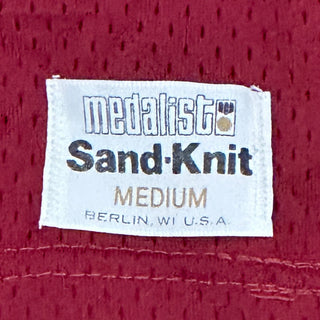 medalist
Sand·Knit
MEDIUM
BERLIN, WI U.S.A.